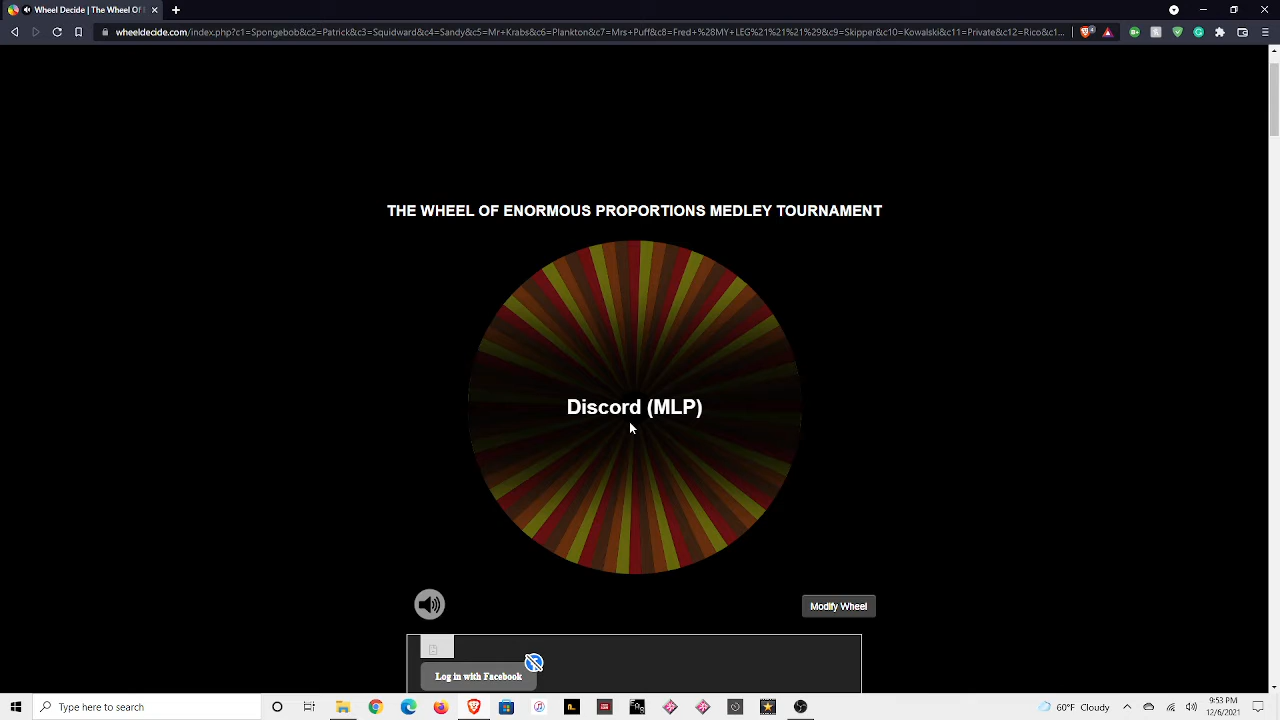 Wheel Decide | The Wheel Of
wheeldecide.com/index.php?c1=Spongebob&c2=Patrick&c3=Squidward&c4=Sandy&c5=Mr+Krabs&c6=Plankton&c7=Mrs+Puff&c8=Fred+%28MY+LEG%21%21%21%29&c9=Skipper&c10=Kowalski&c11=Private&c12=Rico&c1...
THE WHEEL OF ENORMOUS PROPORTIONS MEDLEY TOURNAMENT
Discord (MLP)
Modify Wheel
Log in with Facebook
Type here to search
60°F Cloudy
9:53 PM
12/6/2021